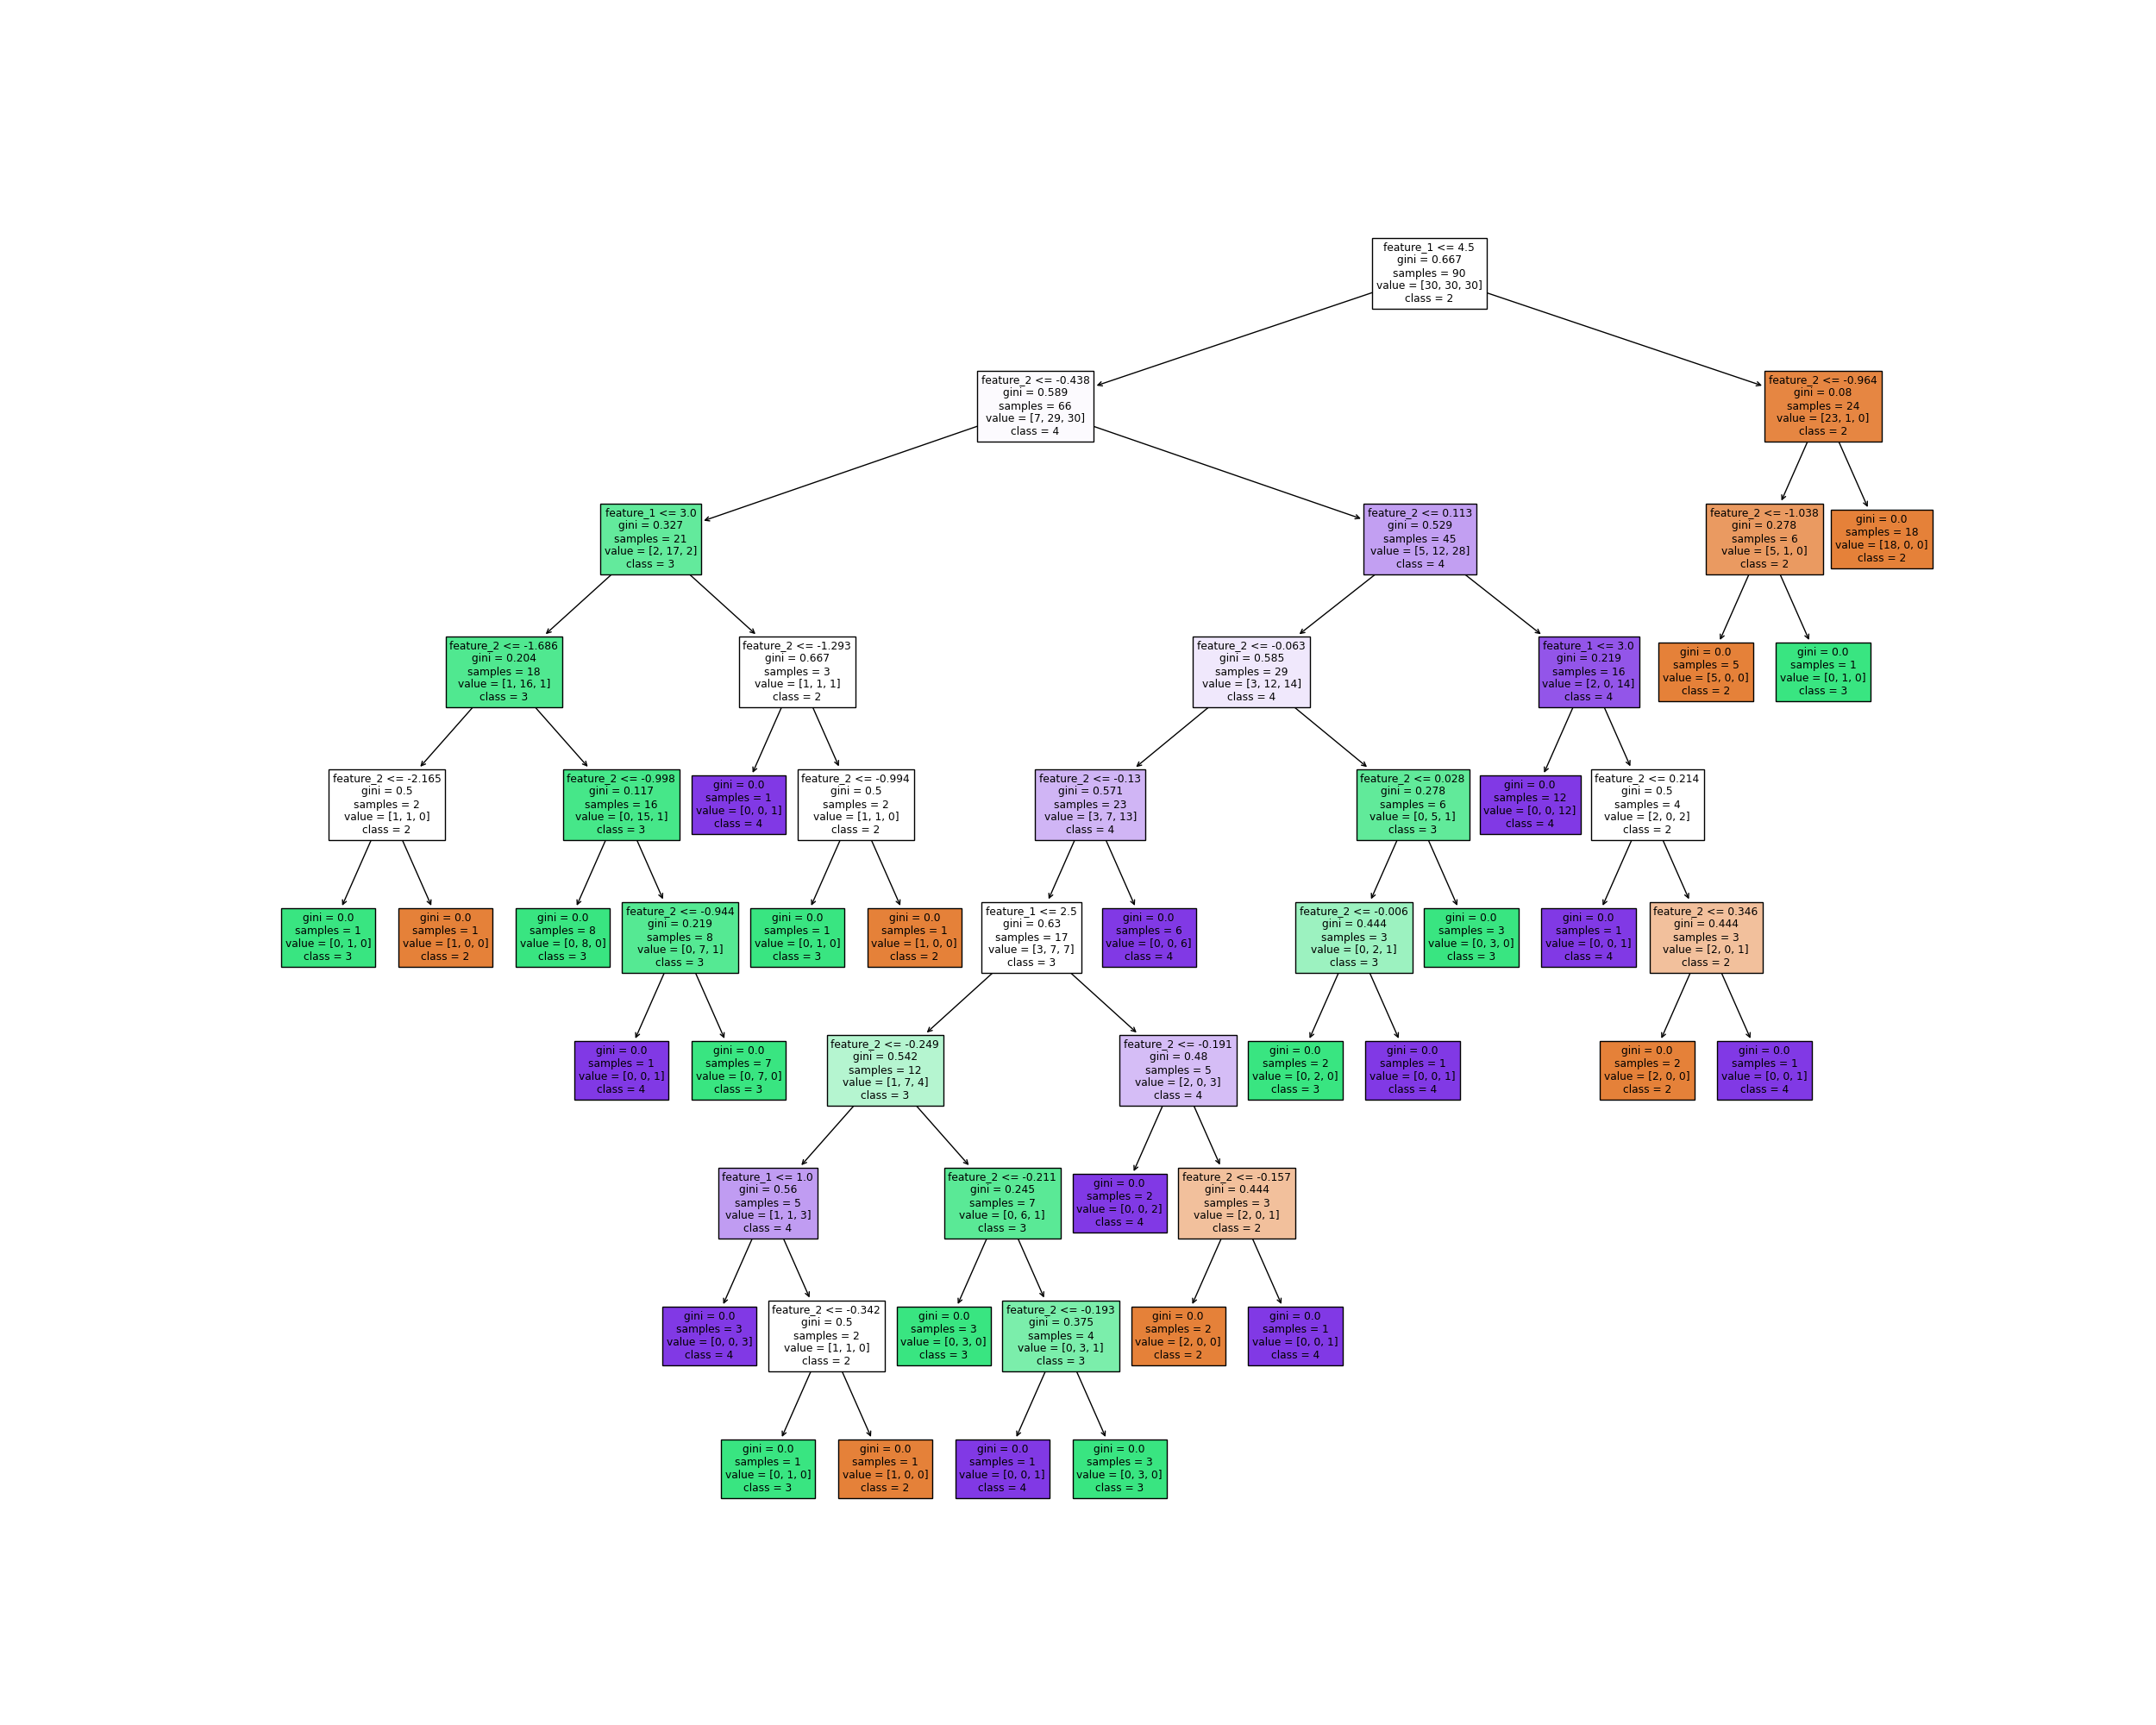 feature_1 <= 4.5
gini = 0.667
samples = 90
value = [30, 30, 30]
class = 2
feature_2 <= -0.438
gini = 0.589
samples = 66
value = [7, 29, 30]
class = 4
feature_2 <= -0.964
gini = 0.08
samples = 24
value = [23, 1, 0]
class = 2
feature_1 <= 3.0
gini = 0.327
samples = 21
value = [2, 17, 2]
class = 3
feature_2 <= 0.113
gini = 0.529
samples = 45
value = [5, 12, 28]
class = 4
feature_2 <= -1.038
gini = 0.278
samples = 6
value = [5, 1, 0]
class = 2
gini = 0.0
samples = 18
value = [18, 0, 0]
class = 2
feature_2 <= -1.686
gini = 0.204
samples = 18
value = [1, 16, 1]
class = 3
feature_2 <= -1.293
gini = 0.667
samples = 3
value = [1, 1, 1]
class = 2
feature_2 <= -0.063
gini = 0.585
samples = 29
value = [3, 12, 14]
class = 4
feature_1 <= 3.0
gini = 0.219
samples = 16
value = [2, 0, 14]
class = 4
gini = 0.0
samples = 5
value = [5, 0, 0]
class = 2
gini = 0.0
samples = 1
value = [0, 1, 0]
class = 3
feature_2 <= -2.165
gini = 0.5
samples = 2
value = [1, 1, 0]
class = 2
feature_2 <= -0.998
gini = 0.117
samples = 16
value = [0, 15, 1]
class = 3
gini = 0.0
samples = 1
value = [0, 0, 1]
class = 4
feature_2 <= -0.994
gini = 0.5
samples = 2
value = [1, 1, 0]
class = 2
feature_2 <= -0.13
gini = 0.571
samples = 23
value = [3, 7, 13]
class = 4
feature_2 <= 0.028
gini = 0.278
samples = 6
value = [0, 5, 1]
class = 3
gini = 0.0
samples = 12
value = [0, 0, 12]
class = 4
feature_2 <= 0.214
gini = 0.5
samples = 4
value = [2, 0, 2]
class = 2
gini = 0.0
samples = 1
value = [0, 1, 0]
class = 3
gini = 0.0
samples = 1
value = [1, 0, 0]
class = 2
gini = 0.0
samples = 8
value = [0, 8, 0]
class = 3
feature_2 <= -0.944
gini = 0.219
samples = 8
value = [0, 7, 1]
class = 3
gini = 0.0
samples = 1
value = [0, 1, 0]
class = 3
gini = 0.0
samples = 1
value = [1, 0, 0]
class = 2
feature_1 <= 2.5
gini = 0.63
samples = 17
value = [3, 7, 7]
class = 3
gini = 0.0
samples = 6
value = [0, 0, 6]
class = 4
feature_2 <= -0.006
gini = 0.444
samples = 3
value = [0, 2, 1]
class = 3
gini = 0.0
samples = 3
value = [0, 3, 0]
class = 3
gini = 0.0
samples = 1
value = [0, 0, 1]
class = 4
feature_2 <= 0.346
gini = 0.444
samples = 3
value = [2, 0, 1]
class = 2
gini = 0.0
samples = 1
value = [0, 0, 1]
class = 4
gini = 0.0
samples = 7
value = [0, 7, 0]
class = 3
feature_2 <= -0.249
gini = 0.542
samples = 12
value = [1, 7, 4]
class = 3
feature_2 <= -0.191
gini = 0.48
samples = 5
value = [2, 0, 3]
class = 4
gini = 0.0
samples = 2
value = [0, 2, 0]
class = 3
gini = 0.0
samples = 1
value = [0, 0, 1]
class = 4
gini = 0.0
samples = 2
value = [2, 0, 0]
class = 2
gini = 0.0
samples = 1
value = [0, 0, 1]
class = 4
feature_1 <= 1.0
gini = 0.56
samples = 5
value = [1, 1, 3]
class = 4
feature_2 <= -0.211
gini = 0.245
samples = 7
value = [0, 6, 1]
class = 3
gini = 0.0
samples = 2
value = [0, 0, 2]
class = 4
feature_2 <= -0.157
gini = 0.444
samples = 3
value = [2, 0, 1]
class = 2
gini = 0.0
samples = 3
value = [0, 0, 3]
class = 4
feature_2 <= -0.342
gini = 0.5
samples = 2
value = [1, 1, 0]
class = 2
gini = 0.0
samples = 3
value = [0, 3, 0]
class = 3
feature_2 <= -0.193
gini = 0.375
samples = 4
value = [0, 3, 1]
class = 3
gini = 0.0
samples = 2
value = [2, 0, 0]
class = 2
gini = 0.0
samples = 1
value = [0, 0, 1]
class = 4
gini = 0.0
samples = 1
value = [0, 1, 0]
class = 3
gini = 0.0
samples = 1
value = [1, 0, 0]
class = 2
gini = 0.0
samples = 1
value = [0, 0, 1]
class = 4
gini = 0.0
samples = 3
value = [0, 3, 0]
class = 3